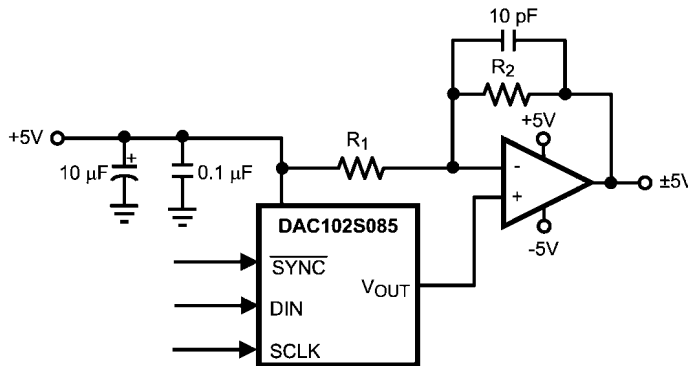 10 pF
R2
+5V
+5V
R1
10 µF
+
0.1 µF
-
+
±5V
-5V
DAC102S085
SYNC
VOUT
DIN
SCLK